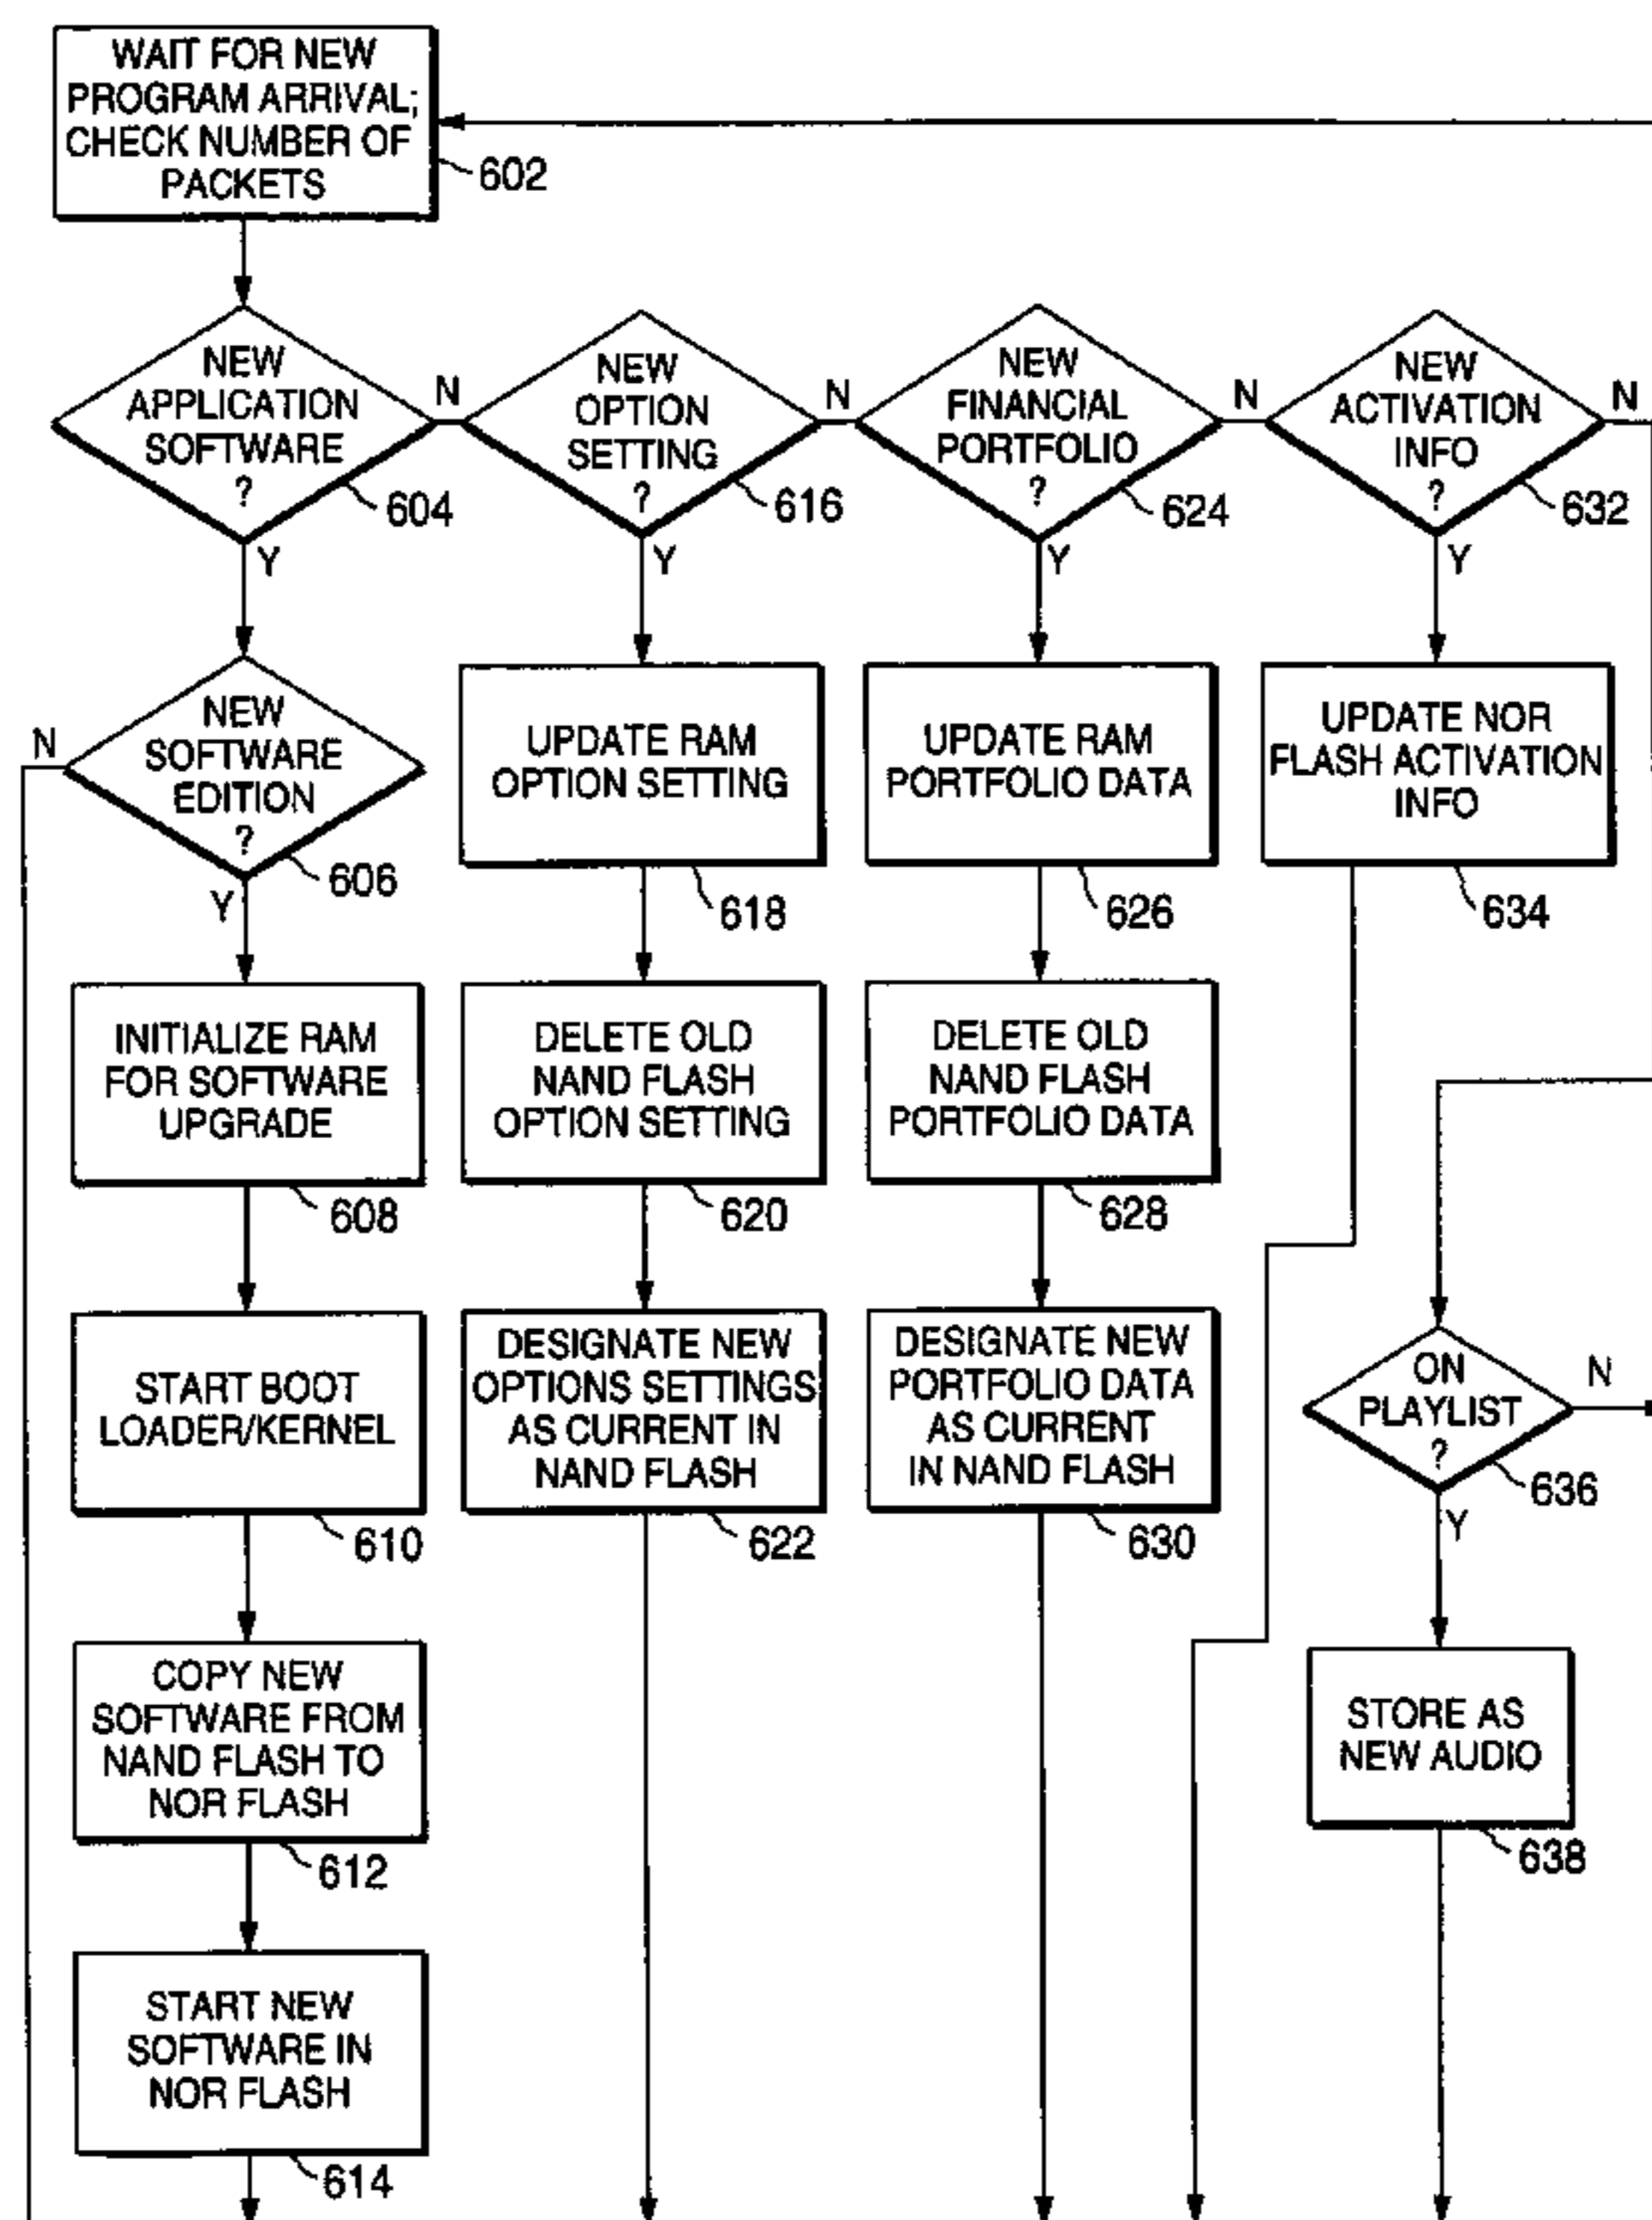 WAIT FOR NEW
PROGRAM ARRIVAL;
CHECK NUMBER OF
PACKETS
602
NEW
APPLICATION
SOFTWARE
?
604
N
Y
NEW
OPTION
SETTING
?
616
N
Y
NEW
FINANCIAL
PORTFOLIO
?
624
N
Y
NEW
ACTIVATION
INFO
?
632
N
Y
NEW
SOFTWARE
EDITION
?
606
N
Y
UPDATE RAM
OPTION SETTING
618
UPDATE RAM
PORTFOLIO DATA
626
UPDATE NOR
FLASH ACTIVATION
INFO
634
INITIALIZE RAM
FOR SOFTWARE
UPGRADE
608
DELETE OLD
NAND FLASH
OPTION SETTING
620
DELETE OLD
NAND FLASH
PORTFOLIO DATA
628
START BOOT
LOADER/KERNEL
610
DESIGNATE NEW
OPTIONS SETTINGS
AS CURRENT IN
NAND FLASH
622
DESIGNATE NEW
PORTFOLIO DATA
AS CURRENT
IN NAND FLASH
630
ON
PLAYLIST
?
636
N
Y
COPY NEW
SOFTWARE FROM
NAND FLASH TO
NOR FLASH
612
STORE AS
NEW AUDIO
638
START NEW
SOFTWARE IN
NOR FLASH
614